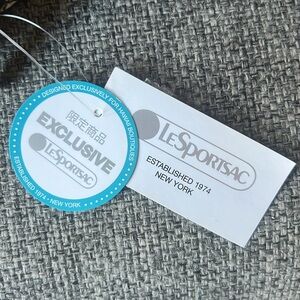 DESIGNED EXCLUSIVELY FOR HAWAII BOUTIQUES
限定商品
EXCLUSIVE
LESPORTSAC
ESTABLISHED 1974 • NEW YORK
LESPORTSAC
ESTABLISHED 1974
NEW YORK